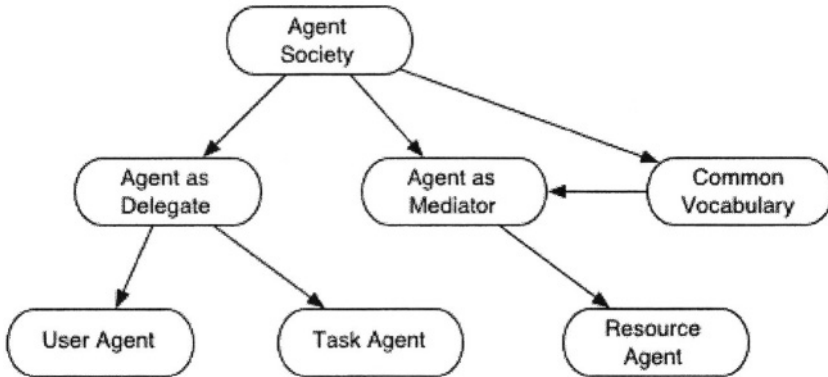 Agent
Society
Agent as
Delegate
Agent as
Mediator
Common
Vocabulary
User Agent
Task Agent
Resource
Agent